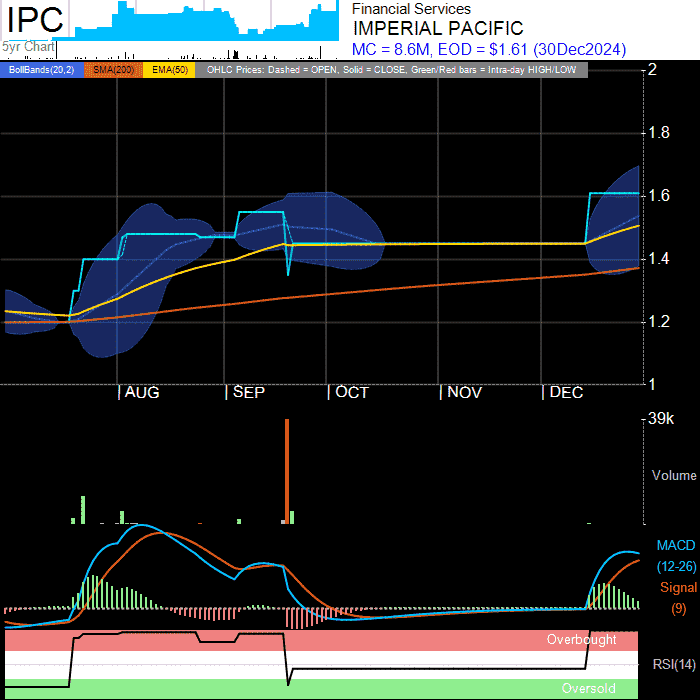 IPC
5yr Chart
Financial Services
IMPERIAL PACIFIC
MC = 8.6M, EOD = $1.61 (30Dec2024)
BollBands(20,2) SMA(200) EMA(50) OHLC Prices: Dashed = OPEN, Solid = CLOSE, Green/Red bars = Intra-day HIGH/LOW
2
1.8
1.6
1.4
1.2
1
AUG SEP OCT NOV DEC
39k
Volume
MACD
(12-26)
Signal
(9)
Overbought
RSI(14)
Oversold